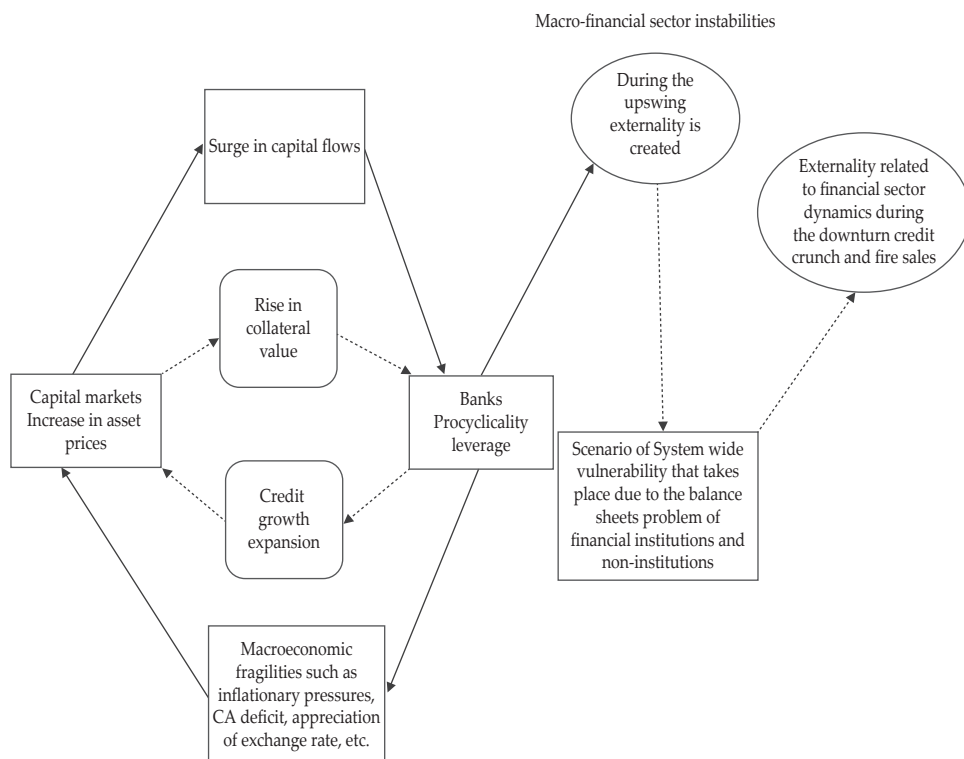 Macro-financial sector instabilities
During the
upswing
externality is
created
Surge in capital flows
Externality related
to financial sector
dynamics during
the downturn credit
crunch and fire sales
Rise in
collateral
value
Capital markets
Increase in asset
prices
Banks
Procyclicality
leverage
Scenario of System wide
vulnerability that takes
place due to the balance
sheets problem of
financial institutions and
non-institutions
Credit
growth
expansion
Macroeconomic
fragilities such as
inflationary pressures,
CA deficit, appreciation
of exchange rate, etc.